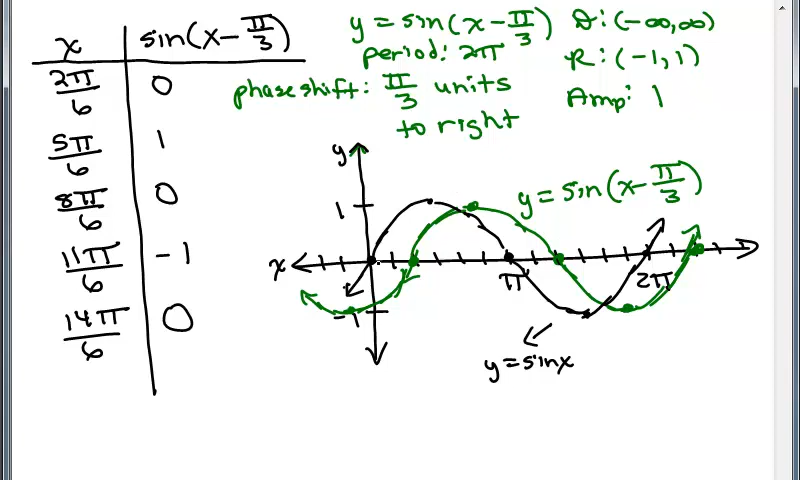 x | sin(x-π/3)
2π/6 | 0
5π/6 | 1
8π/6 | 0
11π/6 | -1
14π/6 | 0
y=sin(x-π/3)
period: 2π
phase shift: π/3 units
to right
D: (-∞,∞)
R: (-1,1)
Amp: 1
y
1
y=sin(x-π/3)
x
π
2π
-1
y=sinx